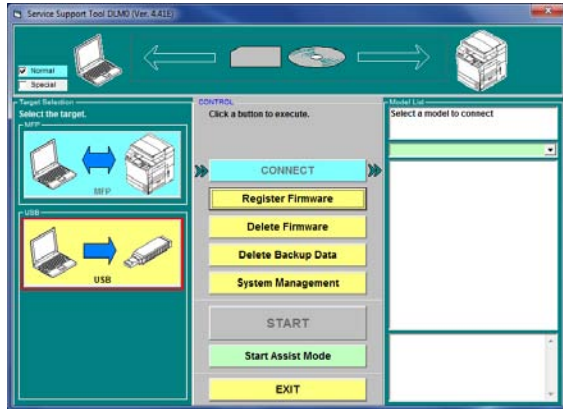 Service Support Tool DLM0 (Ver. 4.41E)
Normal
Special
Target Selection
Select the target.
MFP
MFP
USB
USB
CONTROL
Click a button to execute.
CONNECT
Register Firmware
Delete Firmware
Delete Backup Data
System Management
START
Start Assist Mode
EXIT
Model List
Select a model to connect